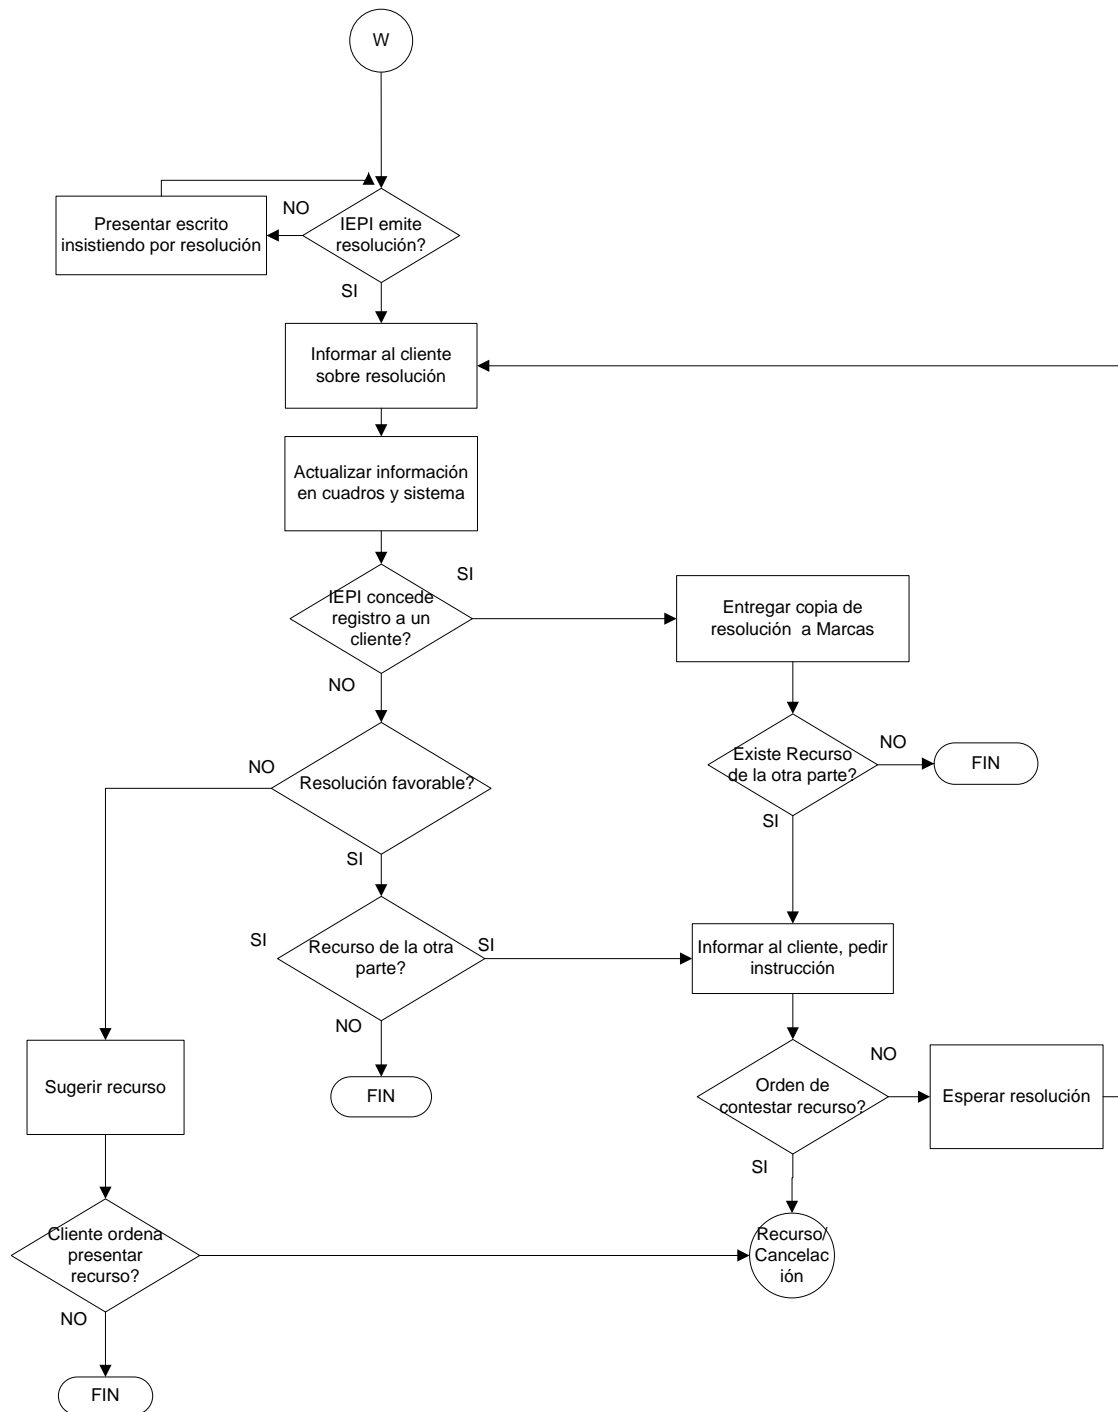 W
NO
IEPI emite
resolución?
Presentar escrito
insistiendo por resolución
SI
Informar al cliente
sobre resolución
Actualizar información
en cuadros y sistema
SI
IEPI concede
registro a un
cliente?
Entregar copia de
resolución a Marcas
NO
Existe Recurso
de la otra parte?
NO
FIN
NO
Resolución favorable?
SI
SI
SI
Recurso de la otra
parte?
SI
Informar al cliente, pedir
instrucción
NO
FIN
Sugerir recurso
NO
Orden de
contestar recurso?
Esperar resolución
SI
Cliente ordena
presentar
recurso?
Recurso/
Cancelac
ión
NO
FIN